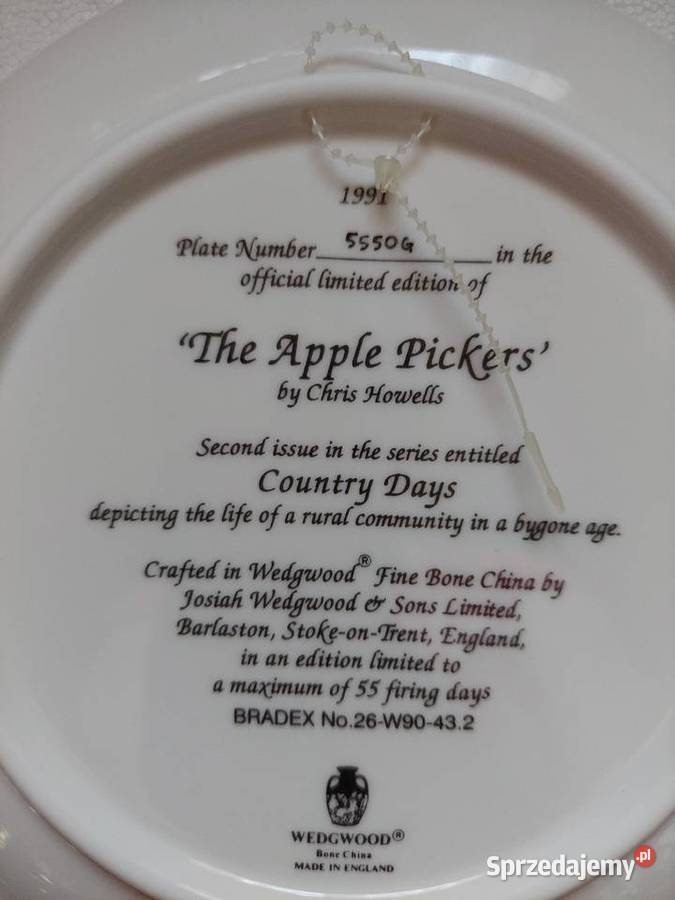 1991
Plate Number 5550G in the
official limited edition of
‘The Apple Pickers’
by Chris Howells
Second issue in the series entitled
Country Days
depicting the life of a rural community in a bygone age.
Crafted in Wedgwood® Fine Bone China by
Josiah Wedgwood & Sons Limited,
Barlaston, Stoke-on-Trent, England,
in an edition limited to
a maximum of 55 firing days
BRADEX No.26-W90-43.2
WEDGWOOD®
Bone China
MADE IN ENGLAND
Sprzedajemy.pl